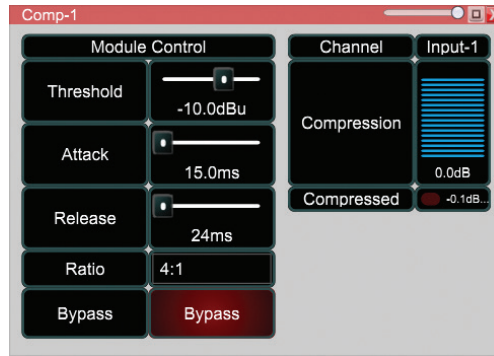 Comp-1
Module Control
Threshold
-10.0dBu
Attack
15.0ms
Release
24ms
Ratio
4:1
Bypass
Bypass
Channel
Input-1
Compression
0.0dB
Compressed
-0.1dB...